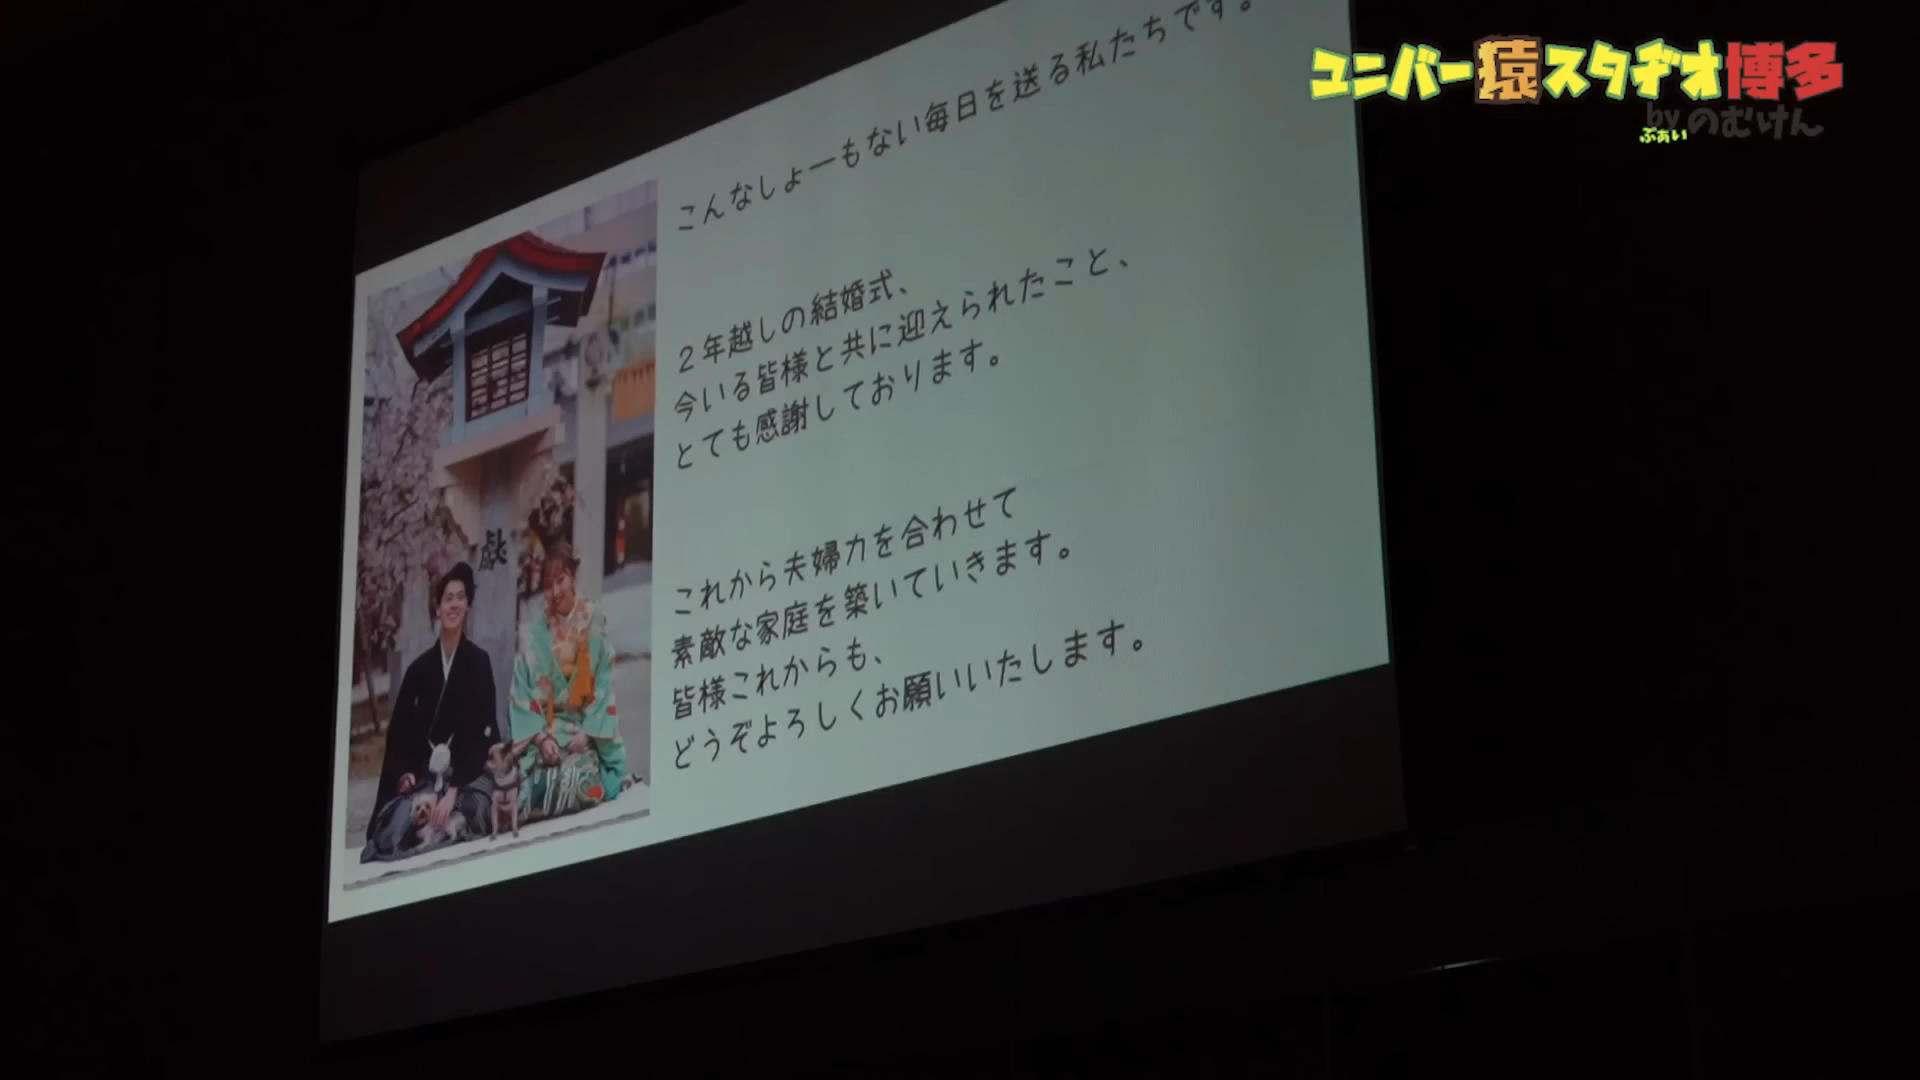 ユンバー猿スタヂオ博多
by のむけん
ぶぁい
こんなしょーもない毎日を送る私たちです。
２年越しの結婚式、
今いる皆様と共に迎えられたこと、
とても感謝しております。
これから夫婦力を合わせて
素敵な家庭を築いていきます。
皆様これからも、
どうぞよろしくお願いいたします。
献